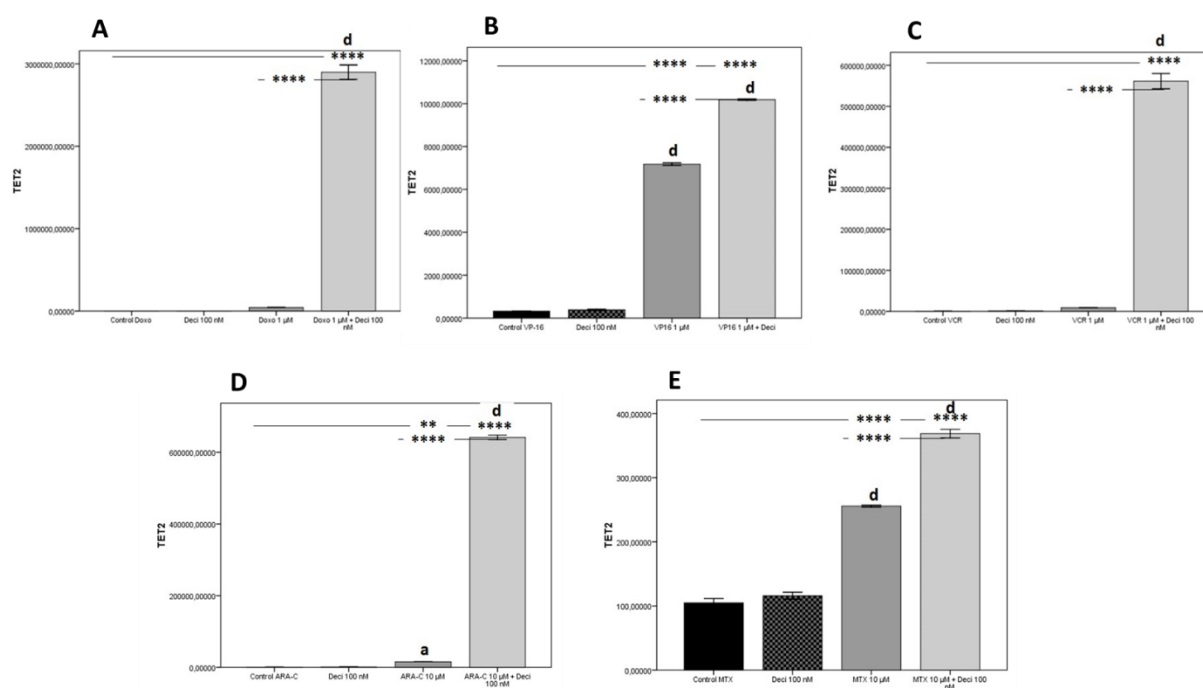 A
d
****
****
3000000,00000
2000000,00000
1000000,00000
0,00000
TET2
Control Doxo
Deci 100 nM
Doxo 1 µM
Doxo 1 µM + Deci 100
nM
B
**** ****
**** d
d
12000,00000
10000,00000
8000,00000
6000,00000
4000,00000
2000,00000
0,00000
TET2
Control VP-16
Deci 100 nM
VP16 1 µM
VP16 1 µM + Deci
C
d
****
****
600000,00000
500000,00000
400000,00000
300000,00000
200000,00000
100000,00000
0,00000
TET2
Control VCR
Deci 100 nM
VCR 1 µM
VCR 1 µM + Deci 100
nM
D
d
** ****
****
a
600000,00000
400000,00000
200000,00000
0,00000
TET2
Control ARA-C
Deci 100 nM
ARA-C 10 µM
ARA-C 10 µM + Deci
100 nM
E
d
**** ****
****
d
400,00000
300,00000
200,00000
100,00000
0,00000
TET2
Control MTX
Deci 100 nM
MTX 10 µM
MTX 10 µM + Deci 100
nM